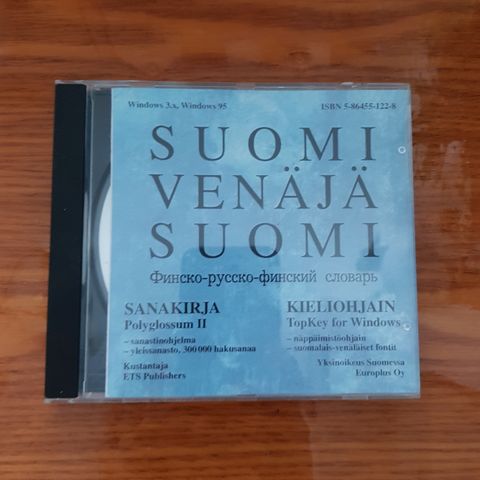 Windows 3.x, Windows 95
ISBN 5-86455-122-8
SUOMI
VENÄJÄ
SUOMI
Финско-русско-финский словарь
SANAKIRJA
Polyglossum II
– sanastinohjelma
– yleissanasto, 300 000 hakusanaa
Kustantaja
ETS Publishers
KIELIOHJAIN
TopKey for Windows
– näppäimistöohjain
– suomalais-venäläiset fontit
Yksinoikeus Suomessa
Europlus Oy